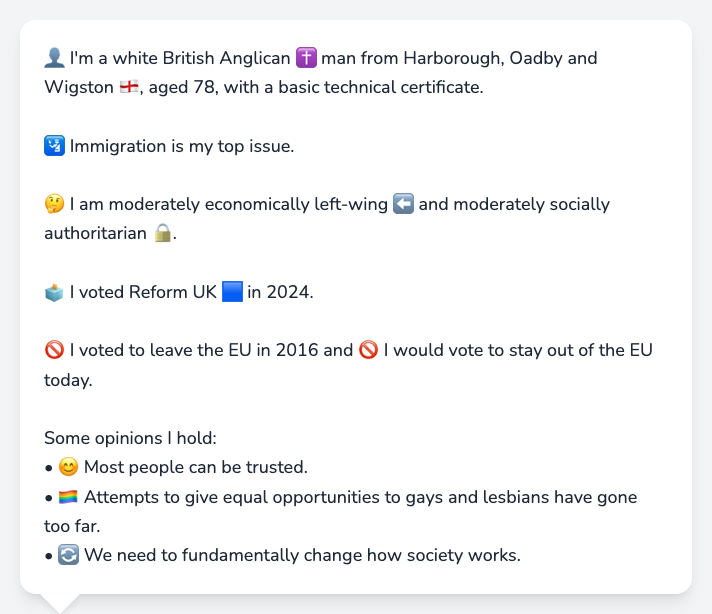 👤 I'm a white British Anglican ✝️ man from Harborough, Oadby and
Wigston 🏴󠁧󠁢󠁥󠁮󠁧󠁿, aged 78, with a basic technical certificate.
🛂 Immigration is my top issue.
🤔 I am moderately economically left-wing ⬅️ and moderately socially
authoritarian 🔒.
🗳️ I voted Reform UK 🟦 in 2024.
🚫 I voted to leave the EU in 2016 and 🚫 I would vote to stay out of the EU
today.
Some opinions I hold:
• 😊 Most people can be trusted.
• 🏳️‍🌈 Attempts to give equal opportunities to gays and lesbians have gone
too far.
• 🔄 We need to fundamentally change how society works.